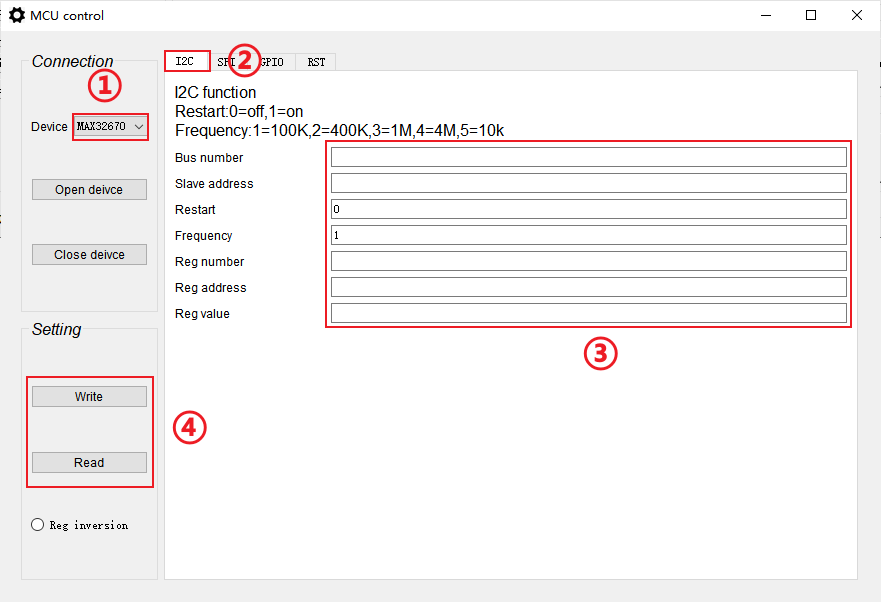 MCU control
Connection
①
Device MAX32670
Open deivce
Close deivce
Setting
Write
Read
④
Reg inversion
I2C SPI ② GPIO RST
I2C function
Restart:0=off,1=on
Frequency:1=100K,2=400K,3=1M,4=4M,5=10k
Bus number
Slave address
Restart 0
Frequency 1
Reg number
Reg address
Reg value
③